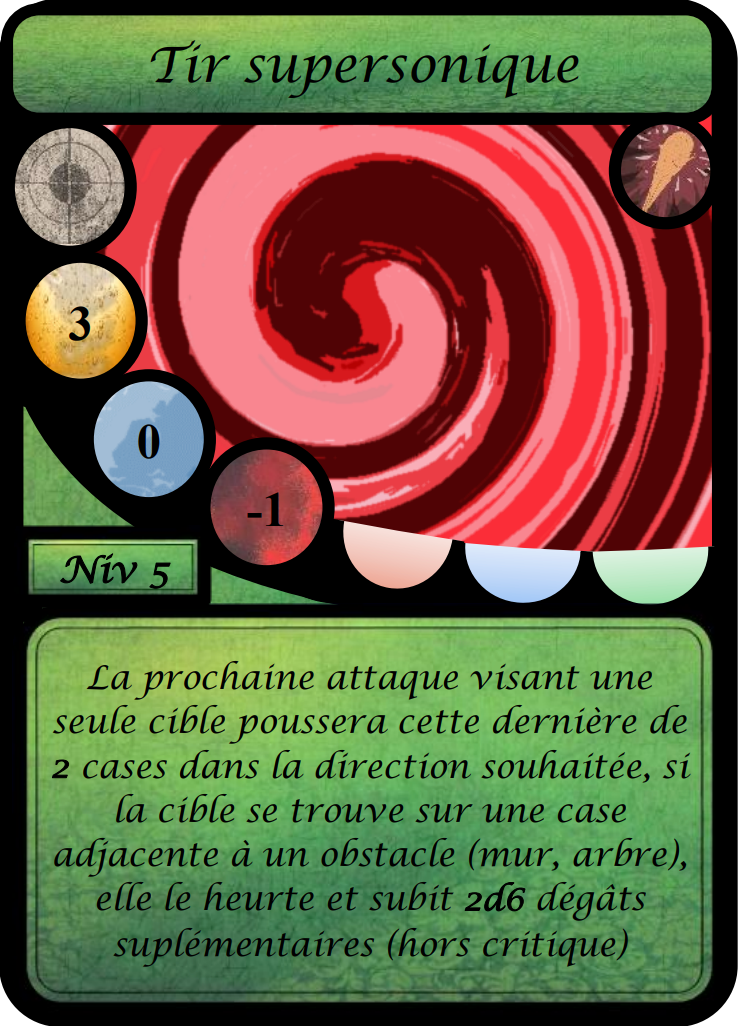 Tir supersonique
3
0
-1
Niv 5
La prochaine attaque visant une
seule cible poussera cette dernière de
2 cases dans la direction souhaitée, si
la cible se trouve sur une case
adjacente à un obstacle (mur, arbre),
elle le heurte et subit 2d6 dégâts
suplémentaires (hors critique)